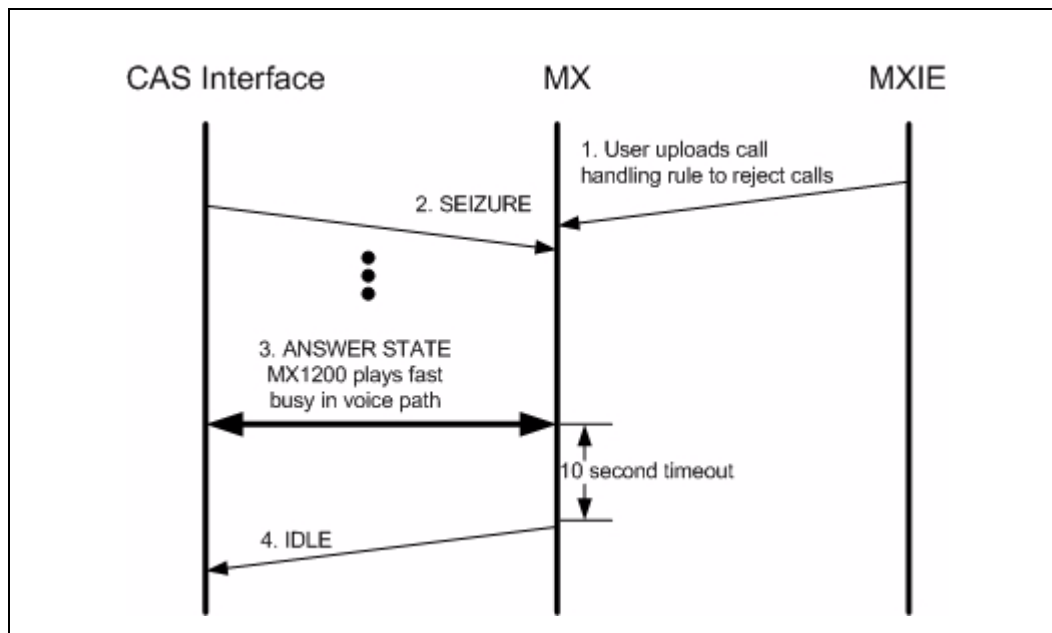 CAS Interface
MX
MXIE
1. User uploads call
handling rule to reject calls
2. SEIZURE
3. ANSWER STATE
MX1200 plays fast
busy in voice path
10 second timeout
4. IDLE